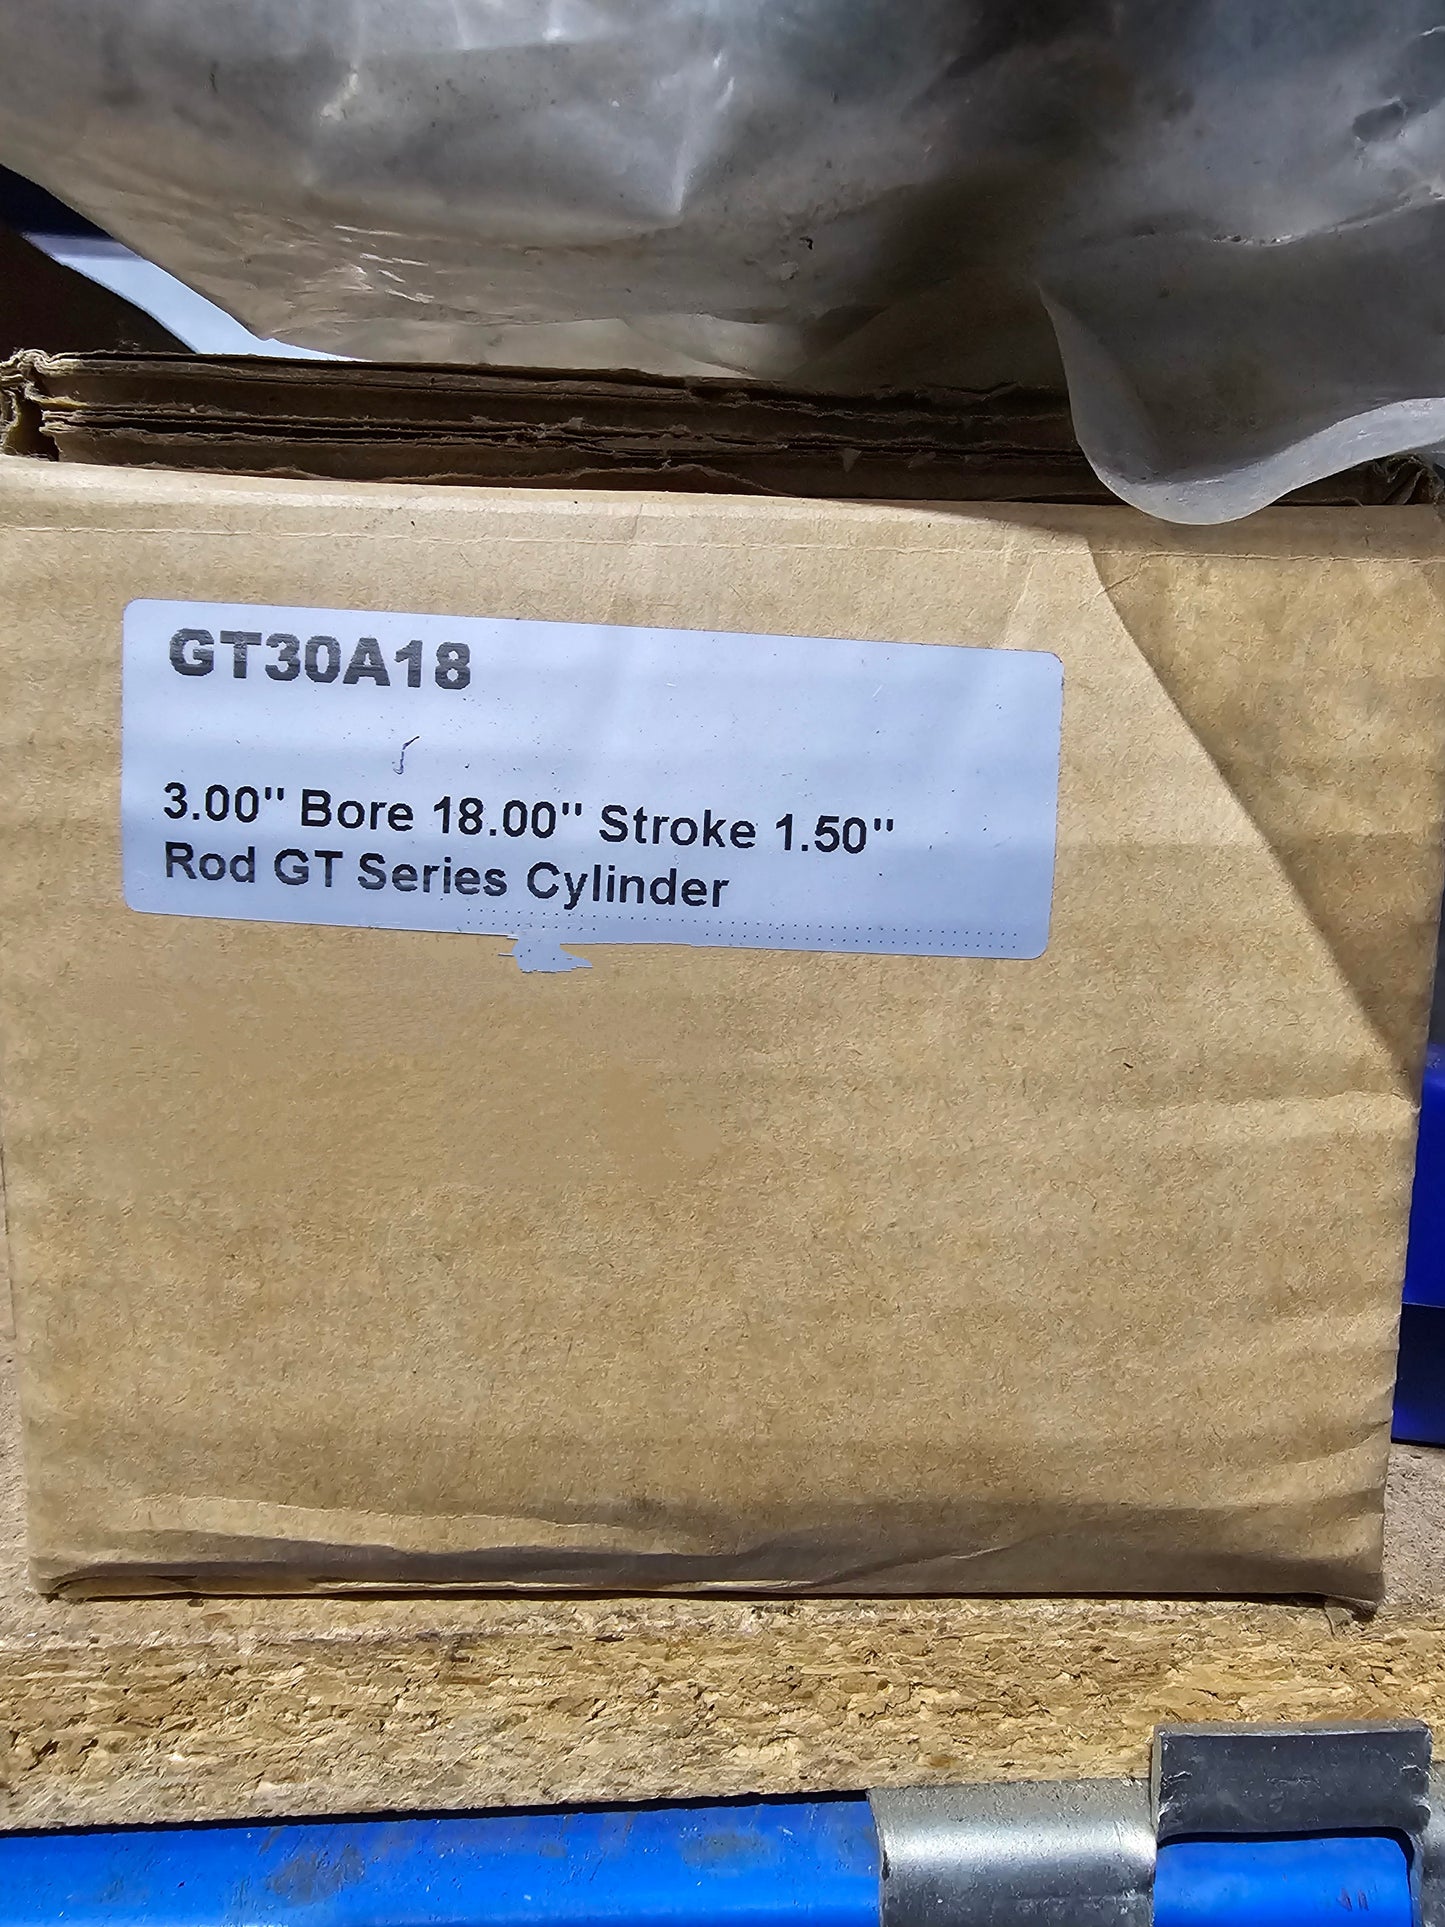 GT30A18
3.00" Bore 18.00" Stroke 1.50"
Rod GT Series Cylinder